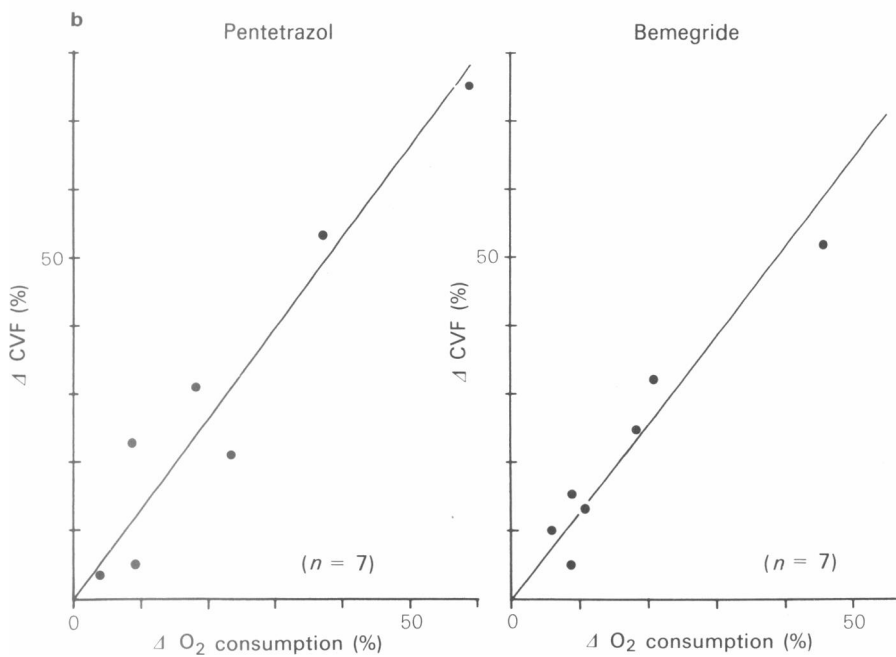 b
Pentetrazol
Bemegride
50
Δ CVF (%)
(n = 7)
0
50
Δ O₂ consumption (%)
50
Δ CVF (%)
(n = 7)
0
50
Δ O₂ consumption (%)